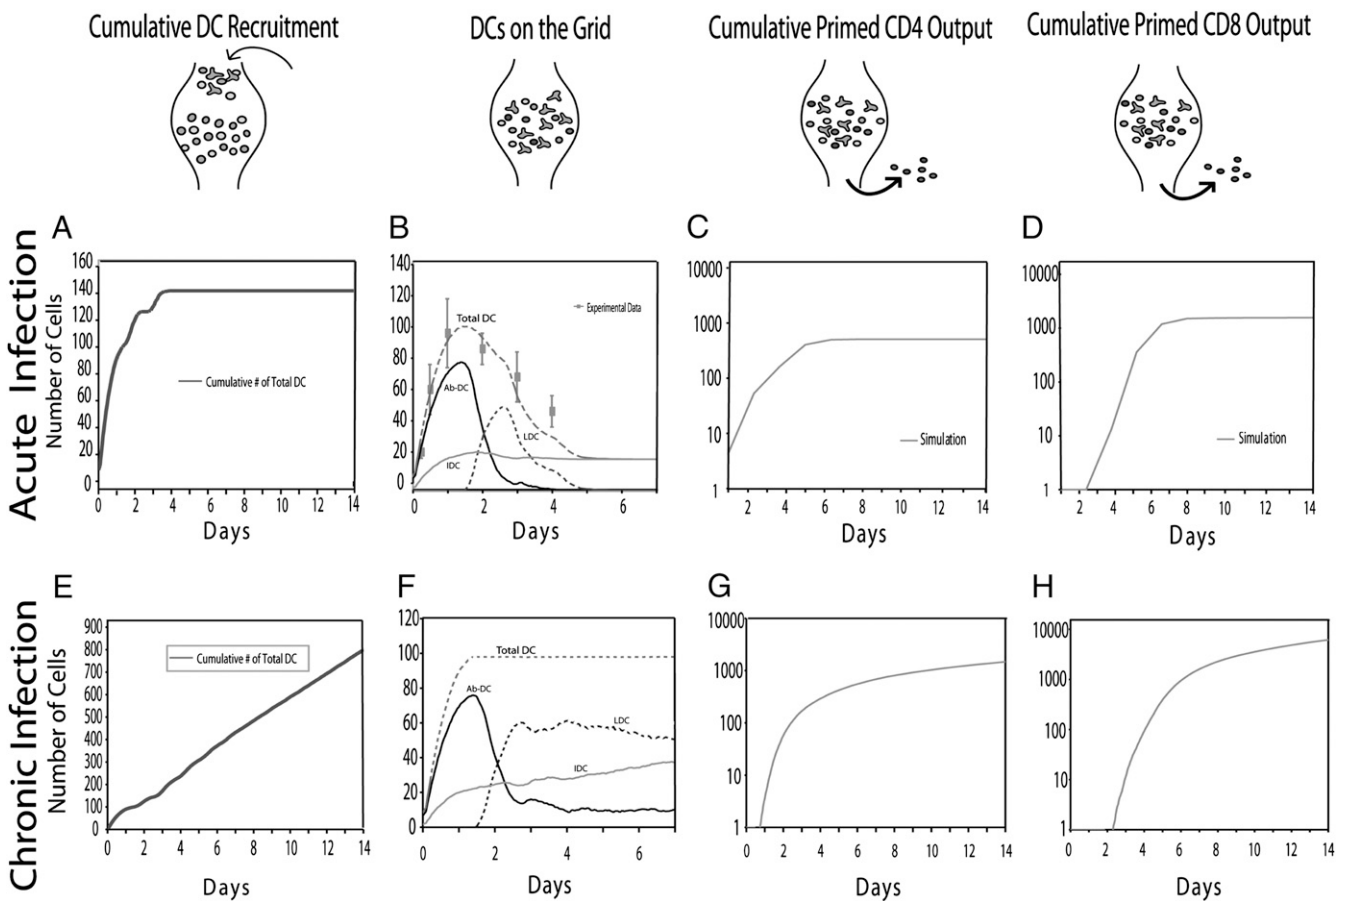 Cumulative DC Recruitment
DCs on the Grid
Cumulative Primed CD4 Output
Cumulative Primed CD8 Output
Acute Infection
A
Number of Cells
160
140
120
100
80
60
40
20
0
Cumulative # of Total DC
0 2 4 6 8 10 12 14
Days
B
140
120
100
80
60
40
20
0
Experimental Data
Total DC
Ab-DC
LDC
IDC
0 2 4 6
Days
C
10000
1000
100
10
1
Simulation
2 4 6 8 10 12 14
Days
D
10000
1000
100
10
1
Simulation
2 4 6 8 10 12 14
Days
Chronic Infection
E
Number of Cells
900
800
700
600
500
400
300
200
100
0
Cumulative # of Total DC
0 2 4 6 8 10 12 14
Days
F
120
100
80
60
40
20
0
Total DC
Ab-DC
LDC
IDC
0 2 4 6
Days
G
10000
1000
100
10
1
0 2 4 6 8 10 12 14
Days
H
10000
1000
100
10
1
0 2 4 6 8 10 12 14
Days